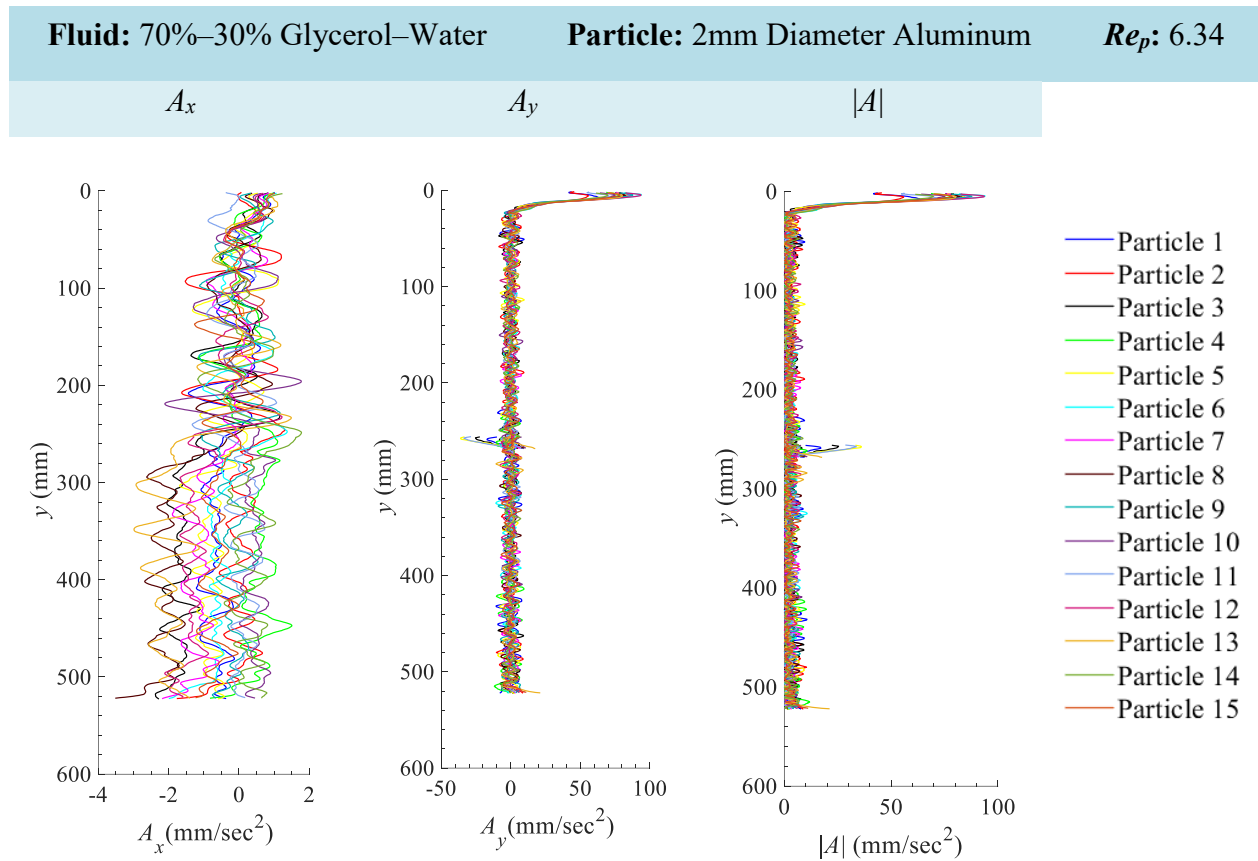 Fluid: 70%–30% Glycerol–Water Particle: 2mm Diameter Aluminum Rep: 6.34
Ax Ay |A|
0
100
200
300
400
500
600
y (mm)
-4 -2 0 2
Ax(mm/sec2)
0
100
200
300
400
500
600
y (mm)
-50 0 50 100
Ay(mm/sec2)
0
100
200
300
400
500
600
y (mm)
0 50 100
|A| (mm/sec2)
Particle 1
Particle 2
Particle 3
Particle 4
Particle 5
Particle 6
Particle 7
Particle 8
Particle 9
Particle 10
Particle 11
Particle 12
Particle 13
Particle 14
Particle 15